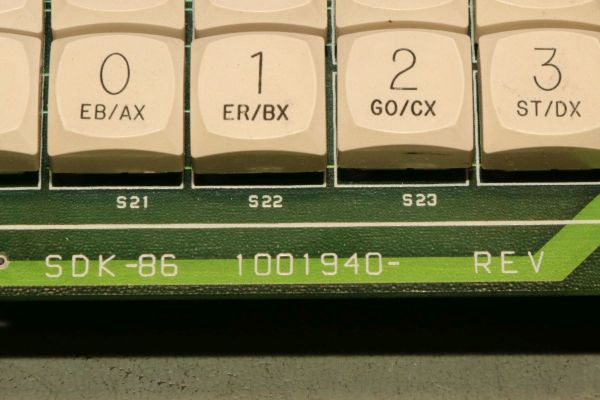 0 1 2 3
EB/AX ER/BX GO/CX ST/DX
S21 S22 S23
SDK-86 1001940- REV